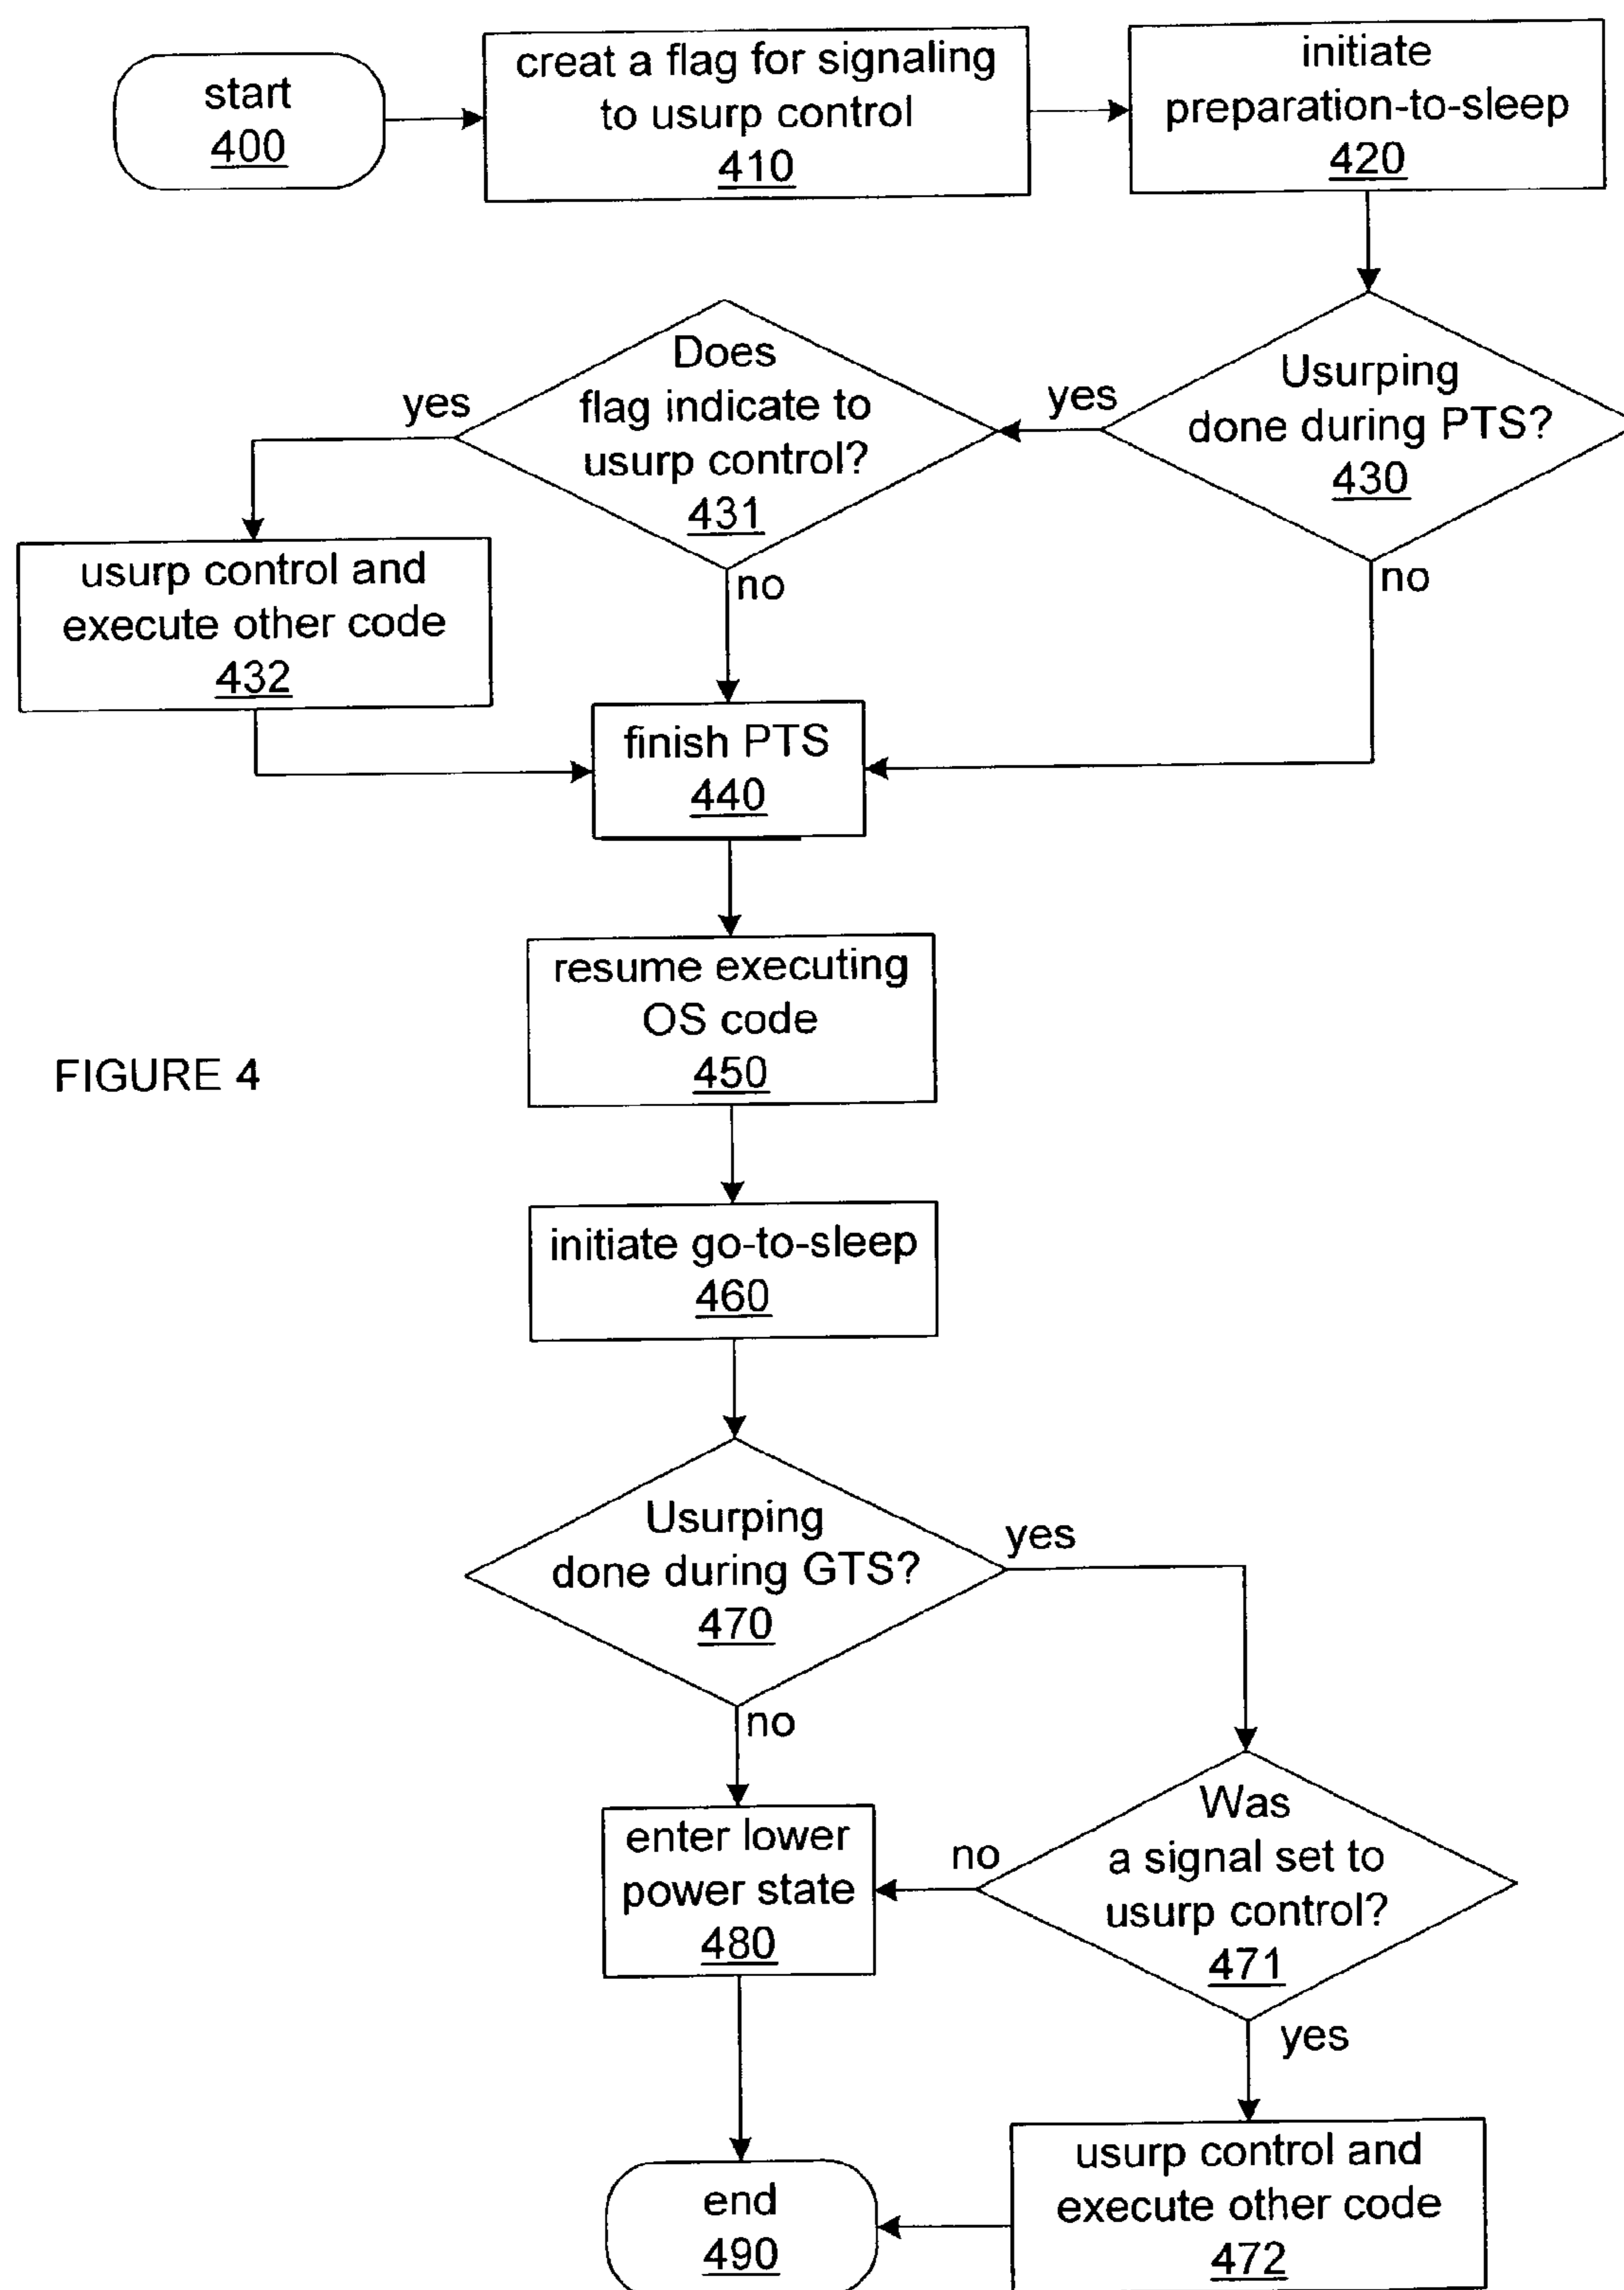 start
400
creat a flag for signaling
to usurp control
410
initiate
preparation-to-sleep
420
Usurping
done during PTS?
430
yes
no
Does
flag indicate to
usurp control?
431
yes
no
usurp control and
execute other code
432
finish PTS
440
resume executing
OS code
450
FIGURE 4
initiate go-to-sleep
460
Usurping
done during GTS?
470
yes
no
Was
a signal set to
usurp control?
471
no
yes
enter lower
power state
480
usurp control and
execute other code
472
end
490